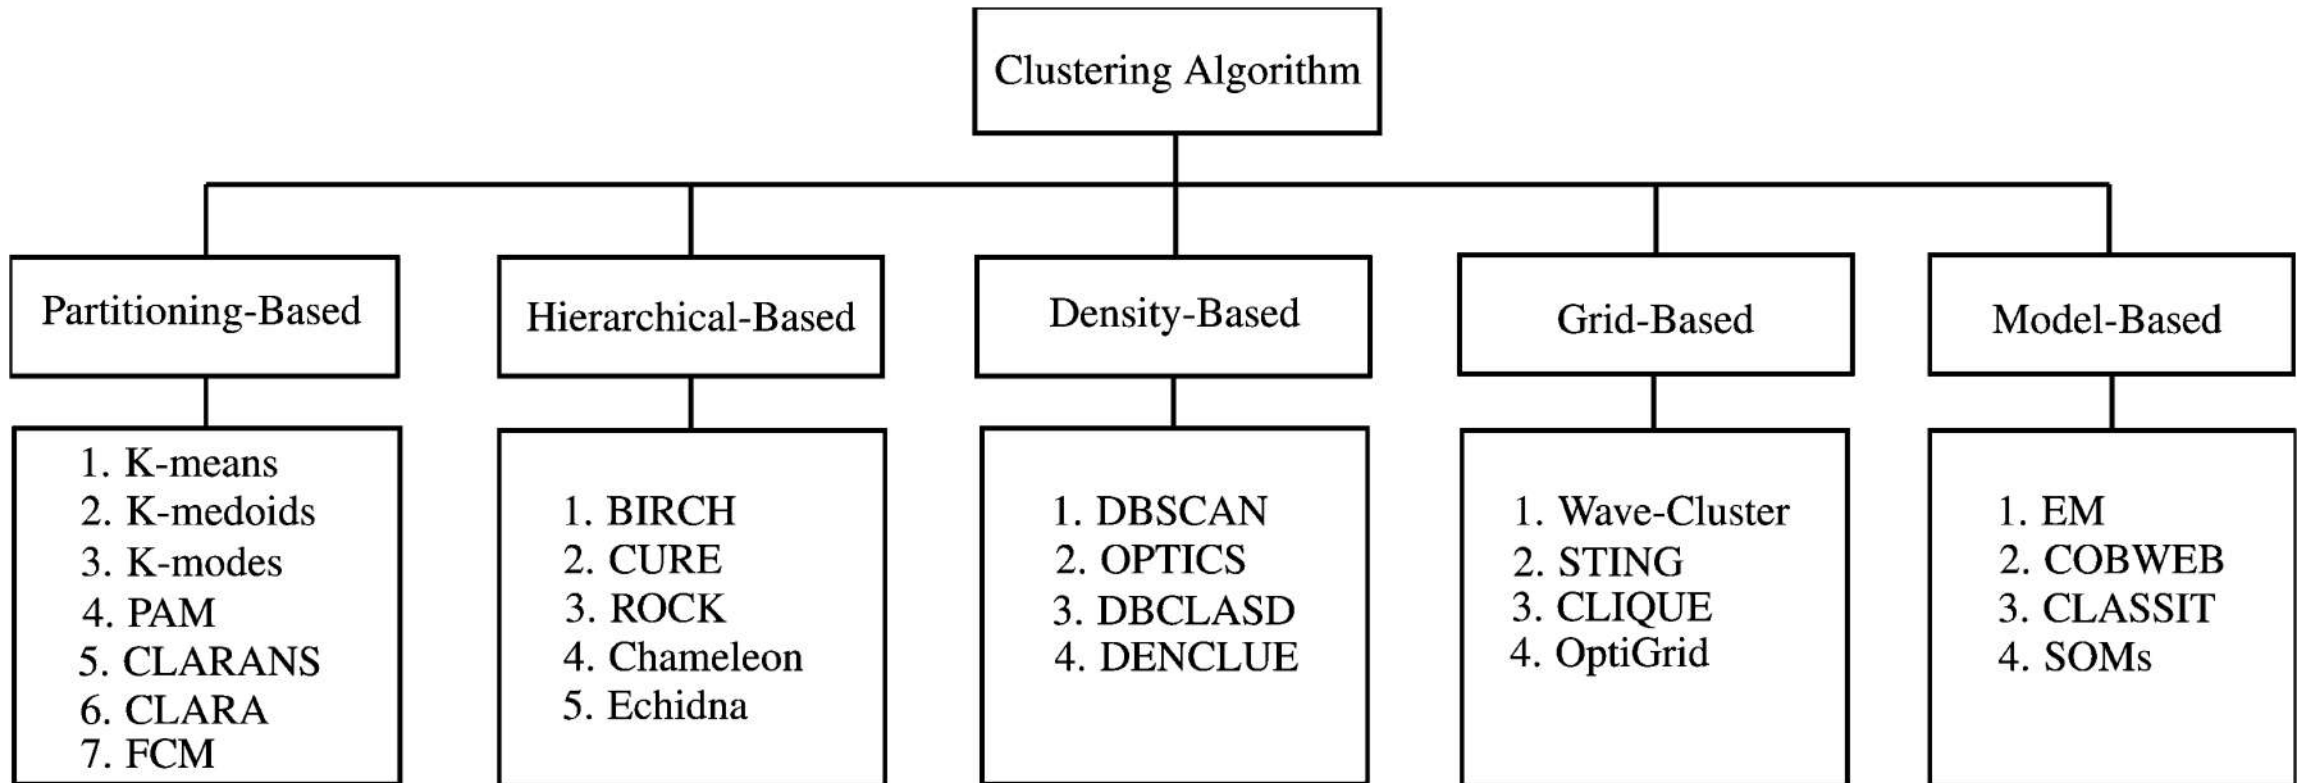 Clustering Algorithm
Partitioning-Based
Hierarchical-Based
Density-Based
Grid-Based
Model-Based
1. K-means
2. K-medoids
3. K-modes
4. PAM
5. CLARANS
6. CLARA
7. FCM
1. BIRCH
2. CURE
3. ROCK
4. Chameleon
5. Echidna
1. DBSCAN
2. OPTICS
3. DBCLASD
4. DENCLUE
1. Wave-Cluster
2. STING
3. CLIQUE
4. OptiGrid
1. EM
2. COBWEB
3. CLASSIT
4. SOMs